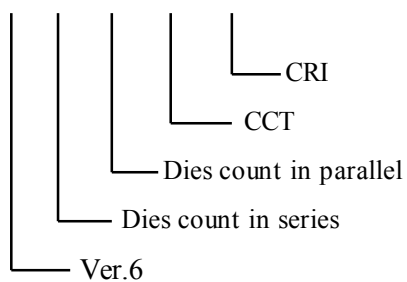 CRI
CCT
Dies count in parallel
Dies count in series
Ver.6